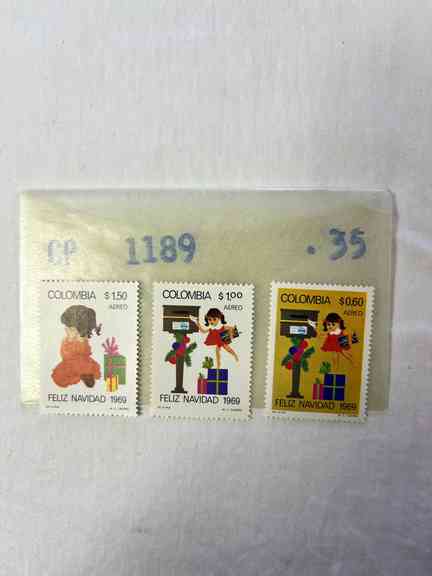 CP 1189 .35
COLOMBIA $1.50
AEREO
FELIZ NAVIDAD 1969
COLOMBIA $1.00
AEREO
FELIZ NAVIDAD 1969
COLOMBIA $0.60
AEREO
FELIZ NAVIDAD 1969